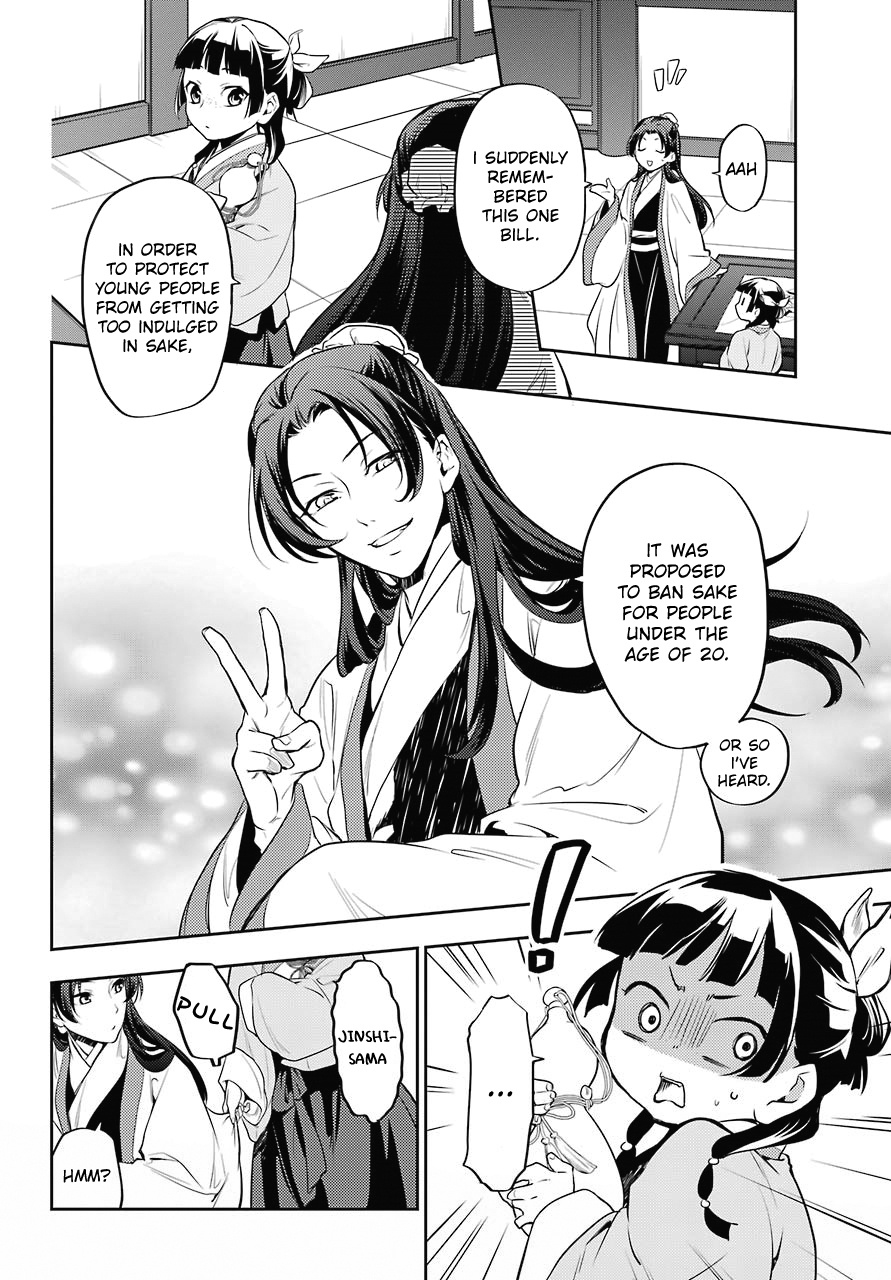 AAH
I SUDDENLY
REMEM-
BERED
THIS ONE
BILL.
IN ORDER
TO PROTECT
YOUNG PEOPLE
FROM GETTING
TOO INDULGED
IN SAKE,
IT WAS
PROPOSED
TO BAN SAKE
FOR PEOPLE
UNDER THE
AGE OF 20.
OR SO
I'VE
HEARD.
!
...
JINSHI-
SAMA
PULL
HMM?